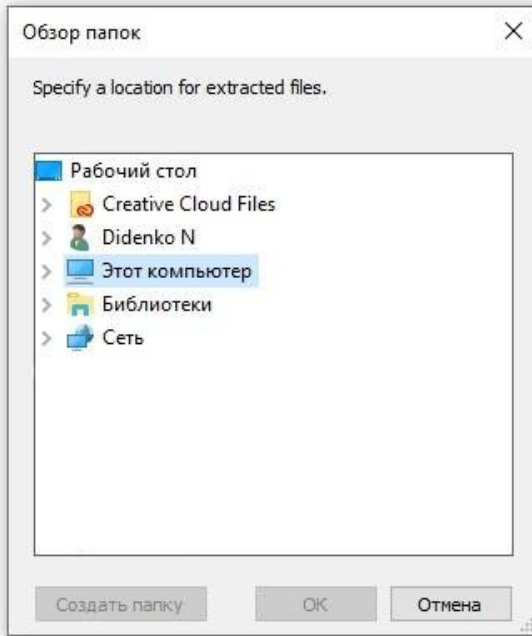 Обзор папок
Specify a location for extracted files.
Рабочий стол
Creative Cloud Files
Didenko N
Этот компьютер
Библиотеки
Сеть
Создать папку
ОК
Отмена